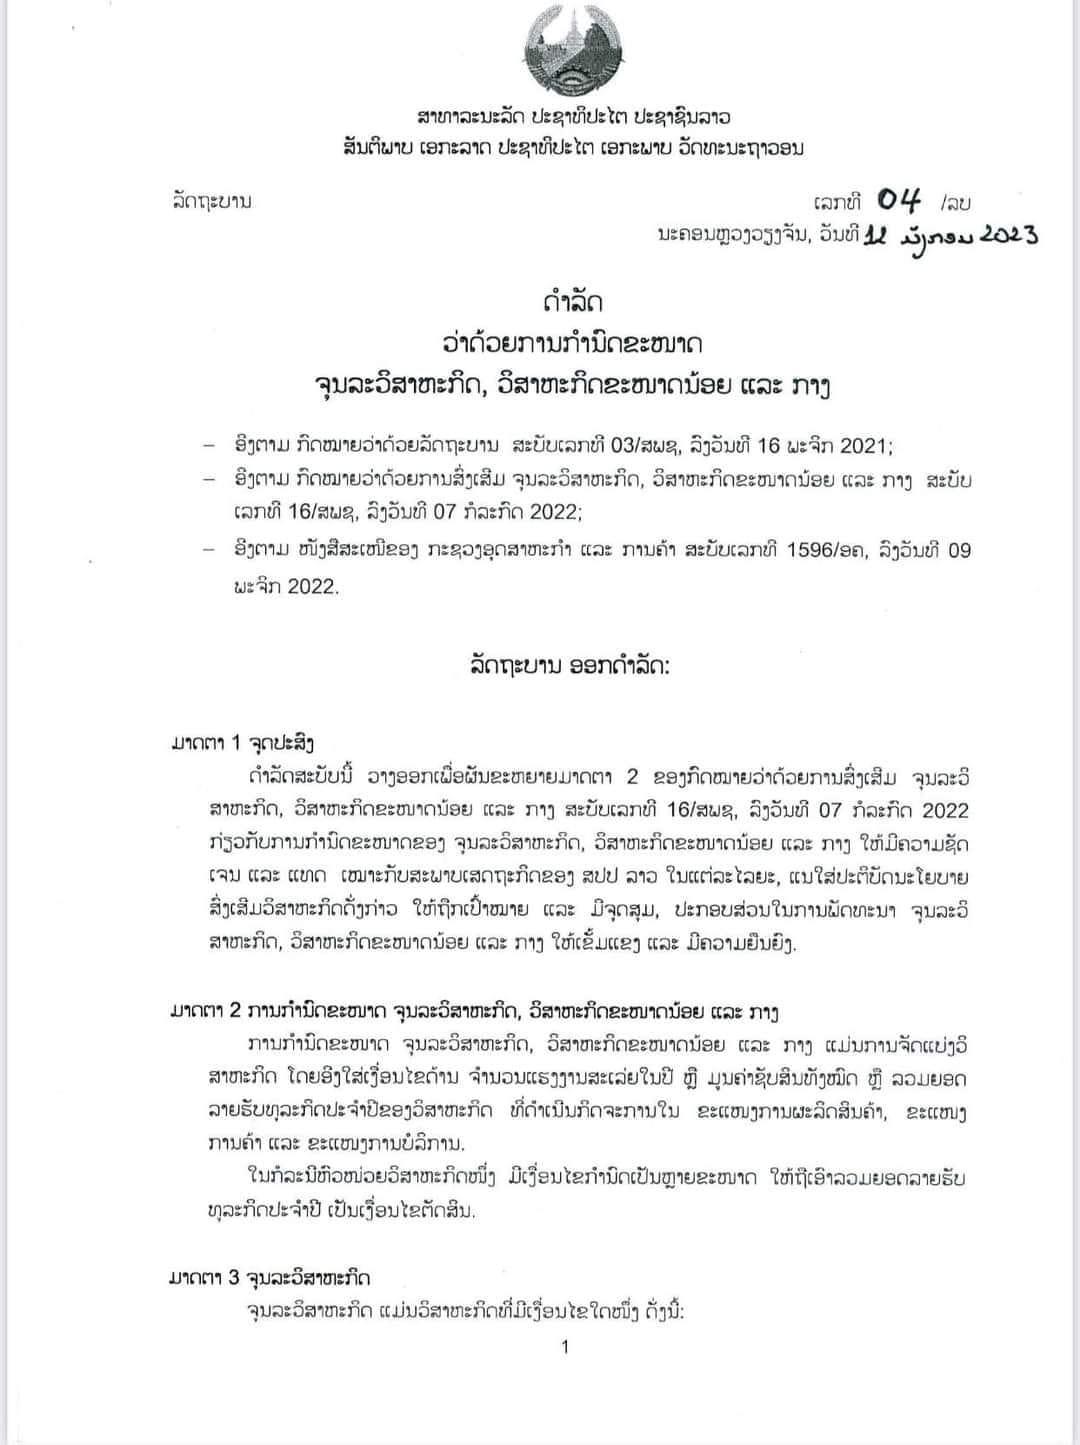 ສາທາລະນະລັດ ປະຊາທິປະໄຕ ປະຊາຊົນລາວ
ສັນຕິພາບ ເອກະລາດ ປະຊາທິປະໄຕ ເອກະພາບ ວັດທະນະຖາວອນ
ລັດຖະບານ
ເລກທີ 04 /ລບ
ນະຄອນຫຼວງວຽງຈັນ, ວັນທີ 12 ມັງກອນ 2023
ດຳລັດ
ວ່າດ້ວຍການກຳນົດຂະໜາດ
ຈຸນລະວິສາຫະກິດ, ວິສາຫະກິດຂະໜາດນ້ອຍ ແລະ ກາງ
– ອີງຕາມ ກົດໝາຍວ່າດ້ວຍລັດຖະບານ ສະບັບເລກທີ 03/ສພຊ, ລົງວັນທີ 16 ພະຈິກ 2021;
– ອີງຕາມ ກົດໝາຍວ່າດ້ວຍການສົ່ງເສີມ ຈຸນລະວິສາຫະກິດ, ວິສາຫະກິດຂະໜາດນ້ອຍ ແລະ ກາງ ສະບັບ
ເລກທີ 16/ສພຊ, ລົງວັນທີ 07 ກໍລະກົດ 2022;
– ອີງຕາມ ໜັງສືສະເໜີຂອງ ກະຊວງອຸດສາຫະກຳ ແລະ ການຄ້າ ສະບັບເລກທີ 1596/ອຄ, ລົງວັນທີ 09
ພະຈິກ 2022.
ລັດຖະບານ ອອກດຳລັດ:
ມາດຕາ 1 ຈຸດປະສົງ
ດຳລັດສະບັບນີ້ ວາງອອກເພື່ອຜັນຂະຫຍາຍມາດຕາ 2 ຂອງກົດໝາຍວ່າດ້ວຍການສົ່ງເສີມ ຈຸນລະວິ
ສາຫະກິດ, ວິສາຫະກິດຂະໜາດນ້ອຍ ແລະ ກາງ ສະບັບເລກທີ 16/ສພຊ, ລົງວັນທີ 07 ກໍລະກົດ 2022
ກ່ຽວກັບການກຳນົດຂະໜາດຂອງ ຈຸນລະວິສາຫະກິດ, ວິສາຫະກິດຂະໜາດນ້ອຍ ແລະ ກາງ ໃຫ້ມີຄວາມຊັດ
ເຈນ ແລະ ແທດ ເໝາະກັບສະພາບເສດຖະກິດຂອງ ສປປ ລາວ ໃນແຕ່ລະໄລຍະ, ແນໃສ່ປະຕິບັດນະໂຍບາຍ
ສົ່ງເສີມວິສາຫະກິດດັ່ງກ່າວ ໃຫ້ຖືກເປົ້າໝາຍ ແລະ ມີຈຸດສຸມ, ປະກອບສ່ວນໃນການພັດທະນາ ຈຸນລະວິ
ສາຫະກິດ, ວິສາຫະກິດຂະໜາດນ້ອຍ ແລະ ກາງ ໃຫ້ເຂັ້ມແຂງ ແລະ ມີຄວາມຍືນຍົງ.
ມາດຕາ 2 ການກຳນົດຂະໜາດ ຈຸນລະວິສາຫະກິດ, ວິສາຫະກິດຂະໜາດນ້ອຍ ແລະ ກາງ
ການກຳນົດຂະໜາດ ຈຸນລະວິສາຫະກິດ, ວິສາຫະກິດຂະໜາດນ້ອຍ ແລະ ກາງ ແມ່ນການຈັດແບ່ງວິ
ສາຫະກິດ ໂດຍອີງໃສ່ເງື່ອນໄຂດ້ານ ຈຳນວນແຮງງານສະເລ່ຍໃນປີ ຫຼື ມູນຄ່າຊັບສິນທັງໝົດ ຫຼື ລວມຍອດ
ລາຍຮັບທຸລະກິດປະຈຳປີຂອງວິສາຫະກິດ ທີ່ດຳເນີນກິດຈະການໃນ ຂະແໜງການຜະລິດສິນຄ້າ, ຂະແໜງ
ການຄ້າ ແລະ ຂະແໜງການບໍລິການ.
ໃນກໍລະນີຫົວໜ່ວຍວິສາຫະກິດໜຶ່ງ ມີເງື່ອນໄຂກຳນົດເປັນຫຼາຍຂະໜາດ ໃຫ້ຖືເອົາລວມຍອດລາຍຮັບ
ທຸລະກິດປະຈຳປີ ເປັນເງື່ອນໄຂຕັດສິນ.
ມາດຕາ 3 ຈຸນລະວິສາຫະກິດ
ຈຸນລະວິສາຫະກິດ ແມ່ນວິສາຫະກິດທີ່ມີເງື່ອນໄຂໃດໜຶ່ງ ດັ່ງນີ້:
1